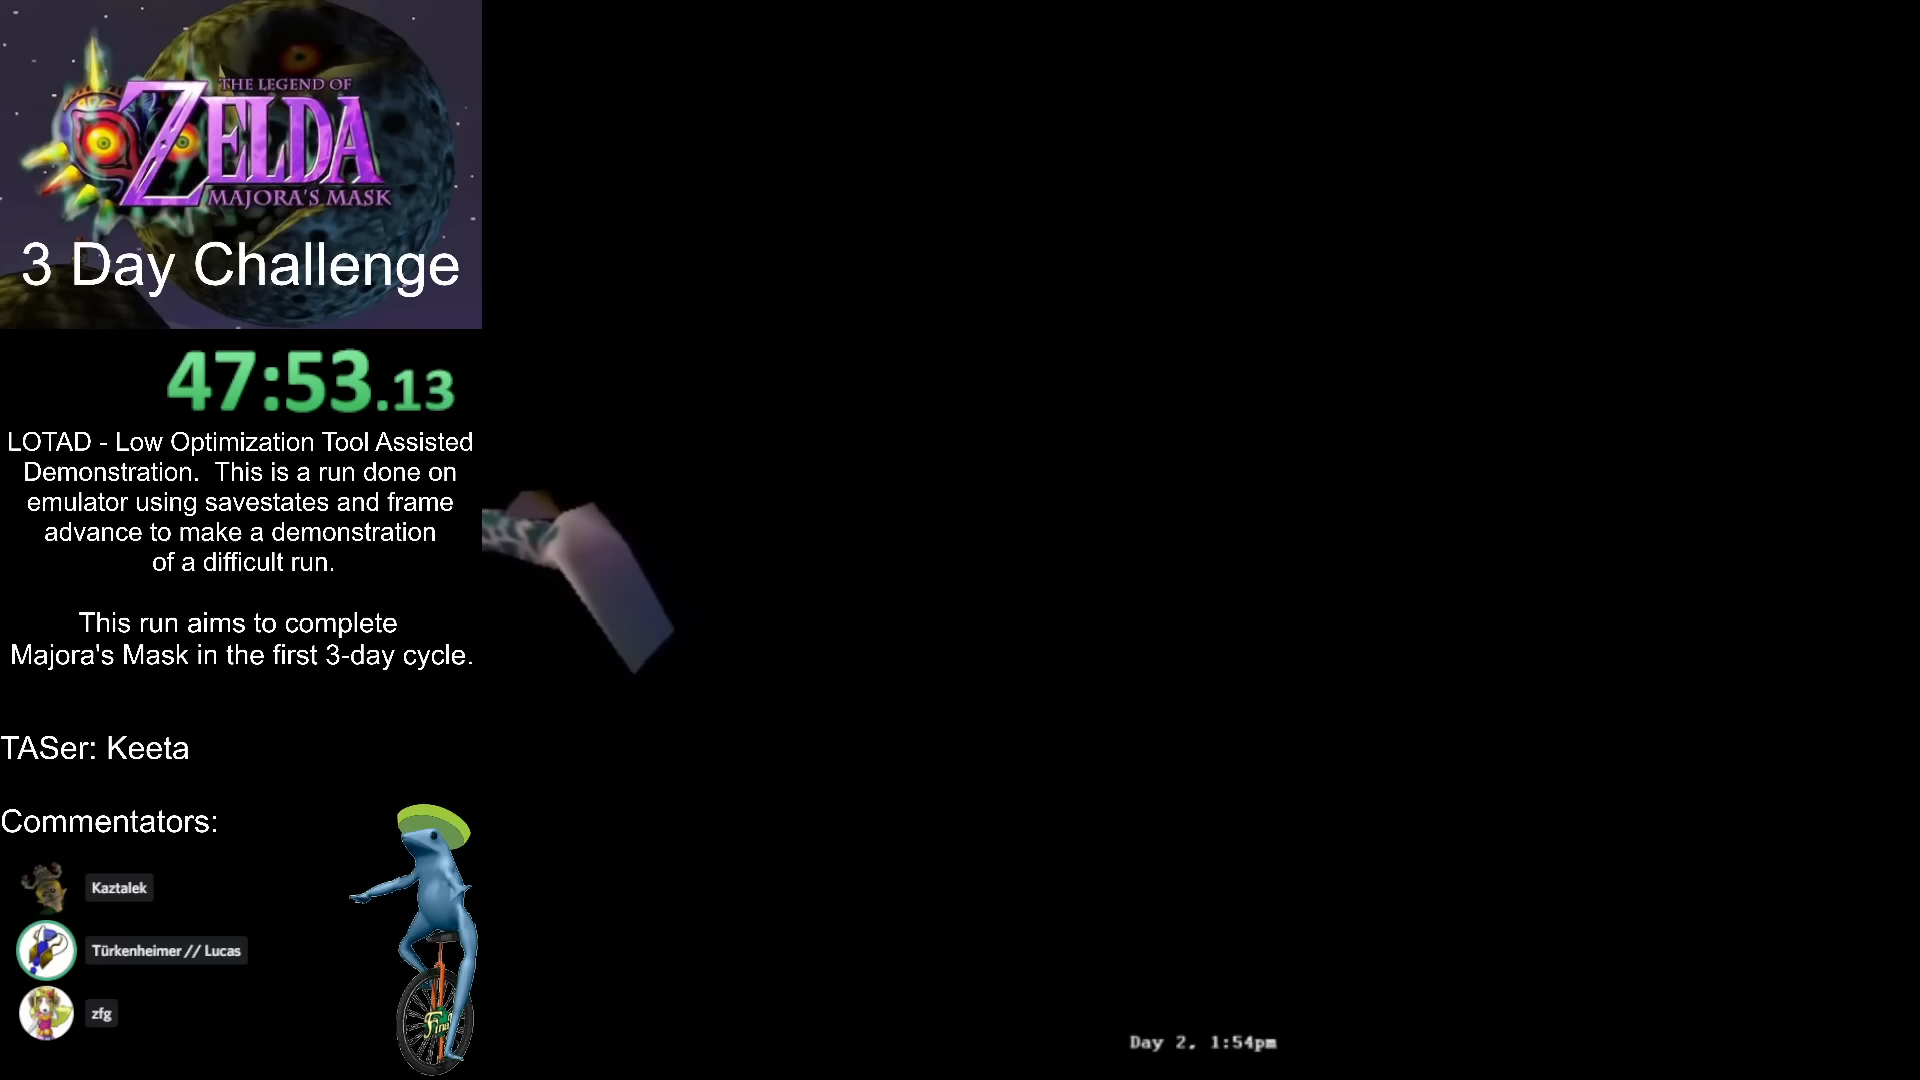 THE LEGEND OF
ZELDA
MAJORA'S MASK
3 Day Challenge
47:53.13
LOTAD - Low Optimization Tool Assisted
Demonstration.  This is a run done on
emulator using savestates and frame
advance to make a demonstration
of a difficult run.
This run aims to complete
Majora's Mask in the first 3-day cycle.
TASer: Keeta
Commentators:
Kaztalek
Türkenheimer // Lucas
zfg
Final
Day 2, 1:54pm